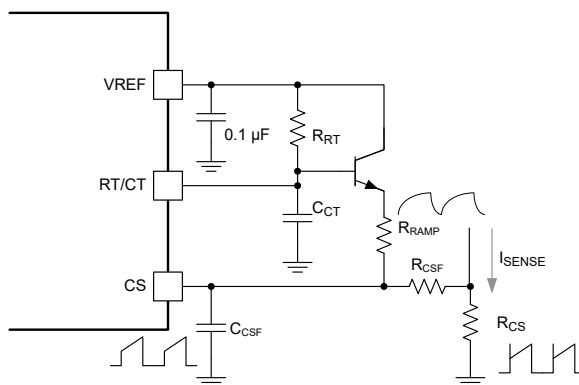 VREF
0.1 µF
RRT
RT/CT
CCT
RRAMP
RCSF
ISENSE
CS
CCSF
RCS